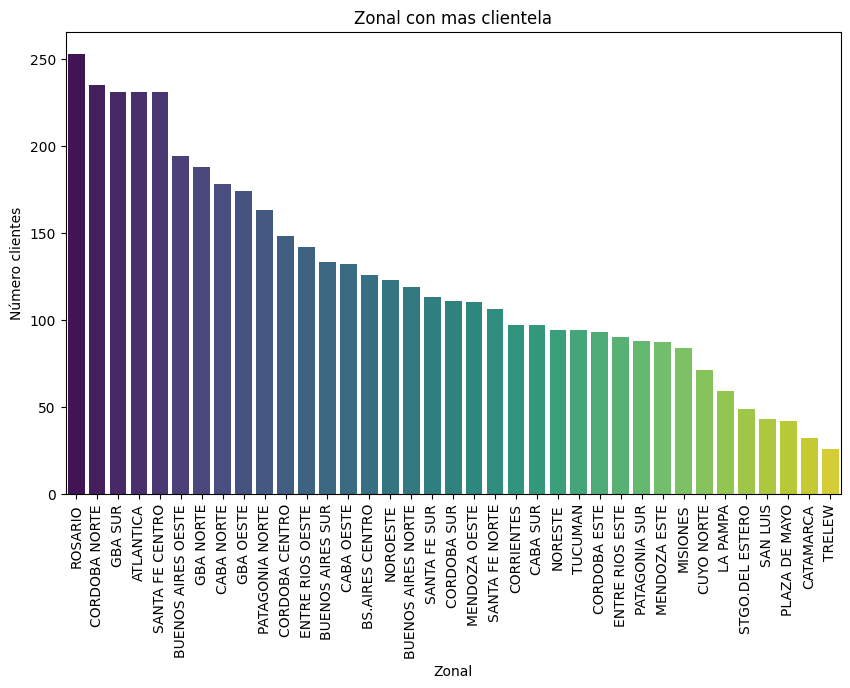 Zonal con mas clientela
Número clientes
250
200
150
100
50
0
ROSARIO
CORDOBA NORTE
GBA SUR
ATLANTICA
SANTA FE CENTRO
BUENOS AIRES OESTE
GBA NORTE
CABA NORTE
GBA OESTE
PATAGONIA NORTE
CORDOBA CENTRO
ENTRE RIOS OESTE
BUENOS AIRES SUR
CABA OESTE
BS.AIRES CENTRO
NOROESTE
BUENOS AIRES NORTE
SANTA FE SUR
CORDOBA SUR
MENDOZA OESTE
SANTA FE NORTE
CORRIENTES
CABA SUR
NORESTE
TUCUMAN
CORDOBA ESTE
ENTRE RIOS ESTE
PATAGONIA SUR
MENDOZA ESTE
MISIONES
CUYO NORTE
LA PAMPA
STGO.DEL ESTERO
SAN LUIS
PLAZA DE MAYO
CATAMARCA
TRELEW
Zonal